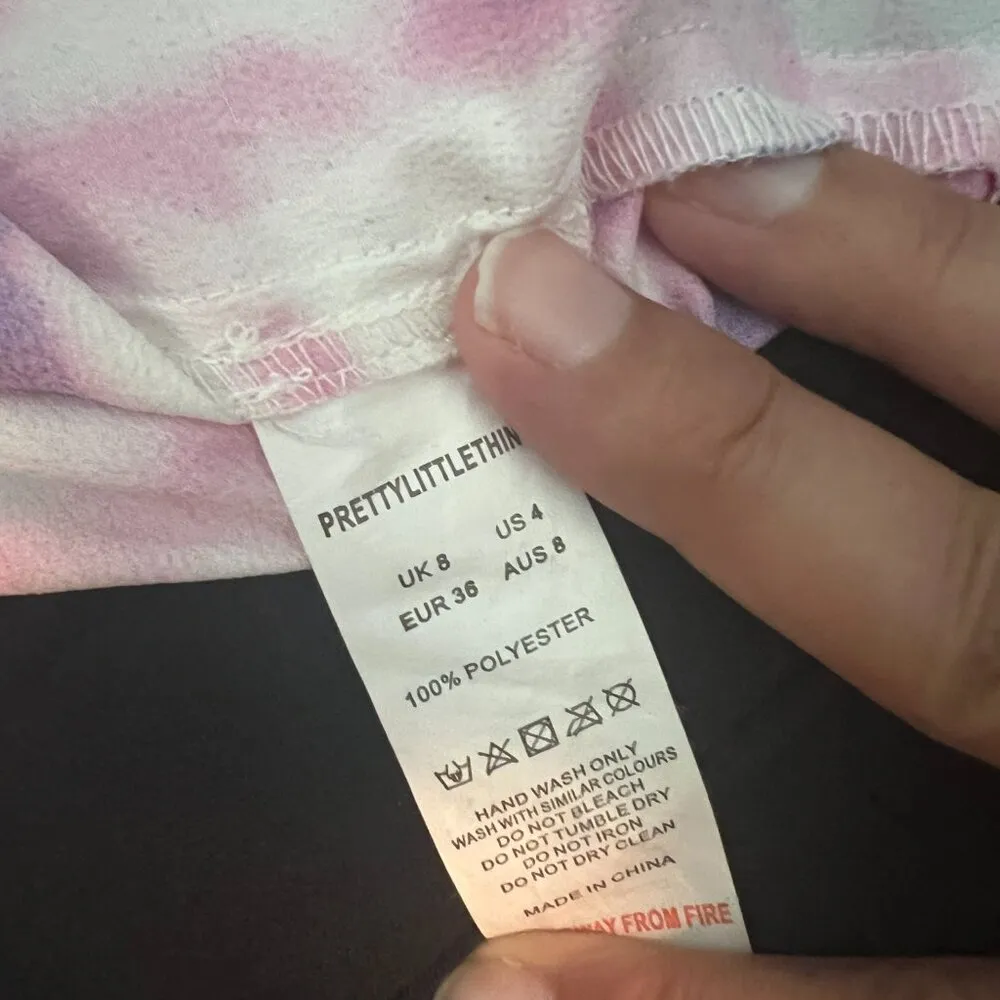 PRETTYLITTLETHIN
UK 8 US 4
EUR 36 AUS 8
100% POLYESTER
HAND WASH ONLY
WASH WITH SIMILAR COLOURS
DO NOT BLEACH
DO NOT TUMBLE DRY
DO NOT IRON
DO NOT DRY CLEAN
MADE IN CHINA
WAY FROM FIRE